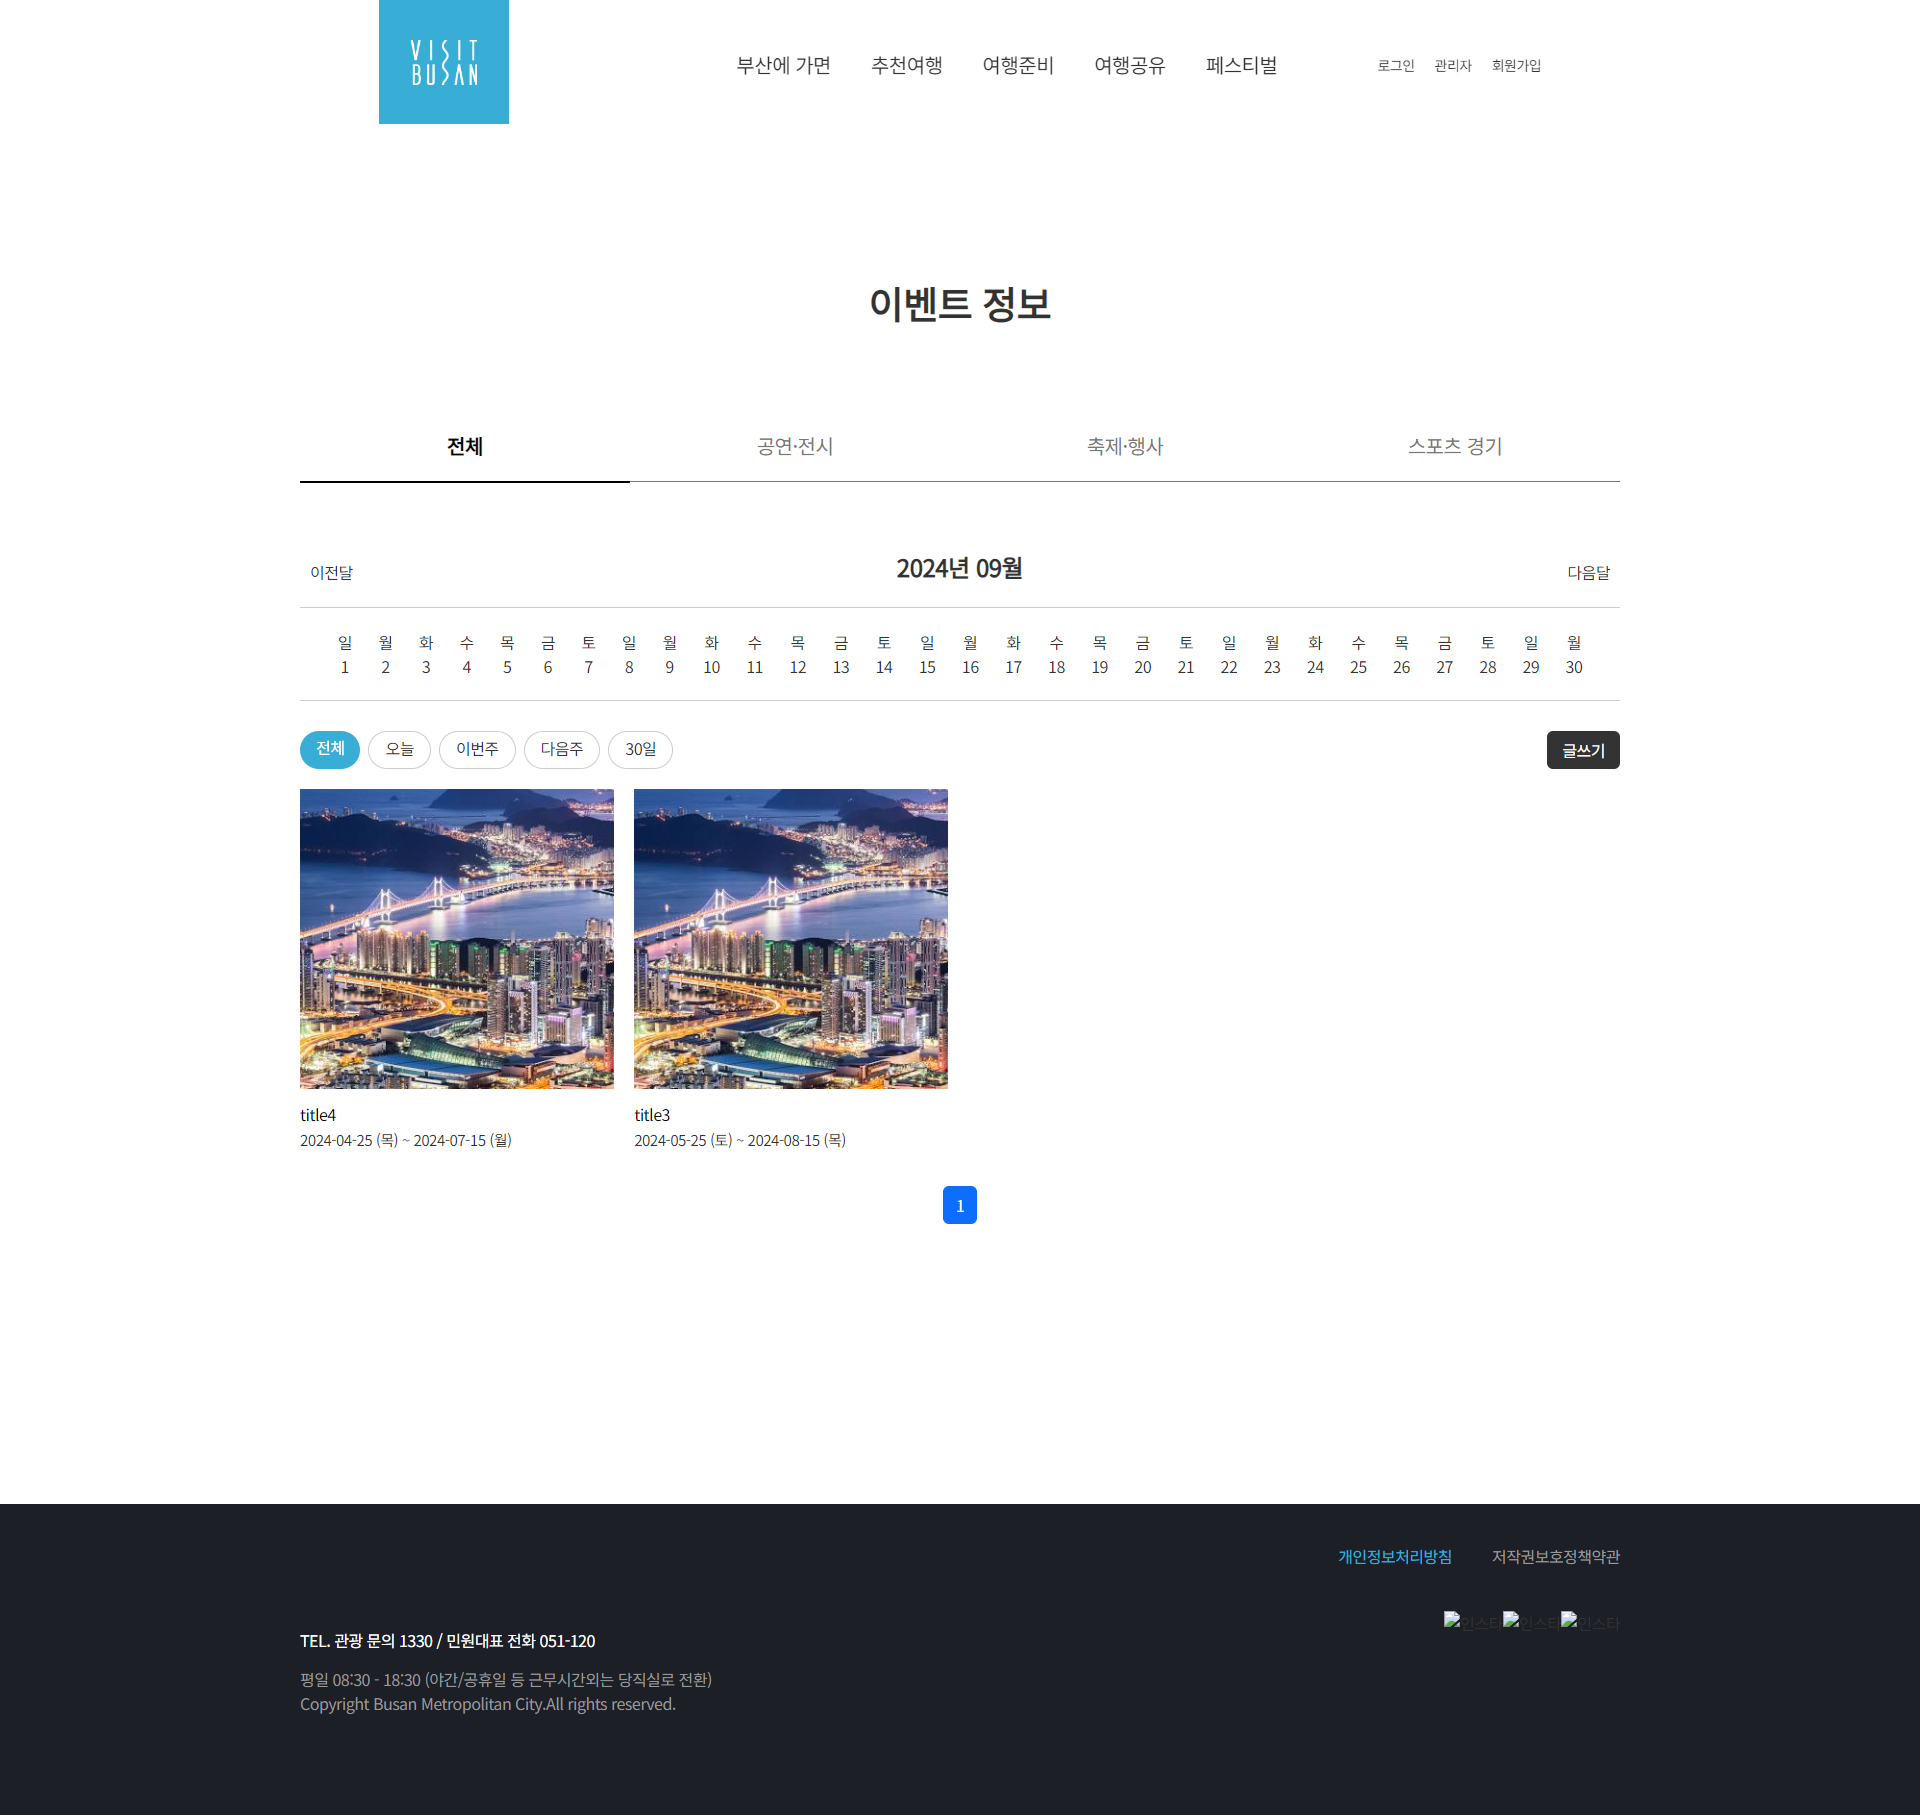 VISIT
BUSAN
부산에 가면 추천여행 여행준비 여행공유 페스티벌 로그인 관리자 회원가입
이벤트 정보
전체 공연·전시 축제·행사 스포츠 경기
이전달 2024년 09월 다음달
일 월 화 수 목 금 토 일 월 화 수 목 금 토 일 월 화 수 목 금 토 일 월 화 수 목 금 토 일 월
1 2 3 4 5 6 7 8 9 10 11 12 13 14 15 16 17 18 19 20 21 22 23 24 25 26 27 28 29 30
전체 오늘 이번주 다음주 30일 글쓰기
title4 title3
2024-04-25 (목) ~ 2024-07-15 (월) 2024-05-25 (토) ~ 2024-08-15 (목)
1
개인정보처리방침 저작권보호정책약관
인스타 인스타 인스타
TEL. 관광 문의 1330 / 민원대표 전화 051-120
평일 08:30 - 18:30 (야간/공휴일 등 근무시간외는 당직실로 전환)
Copyright Busan Metropolitan City.All rights reserved.